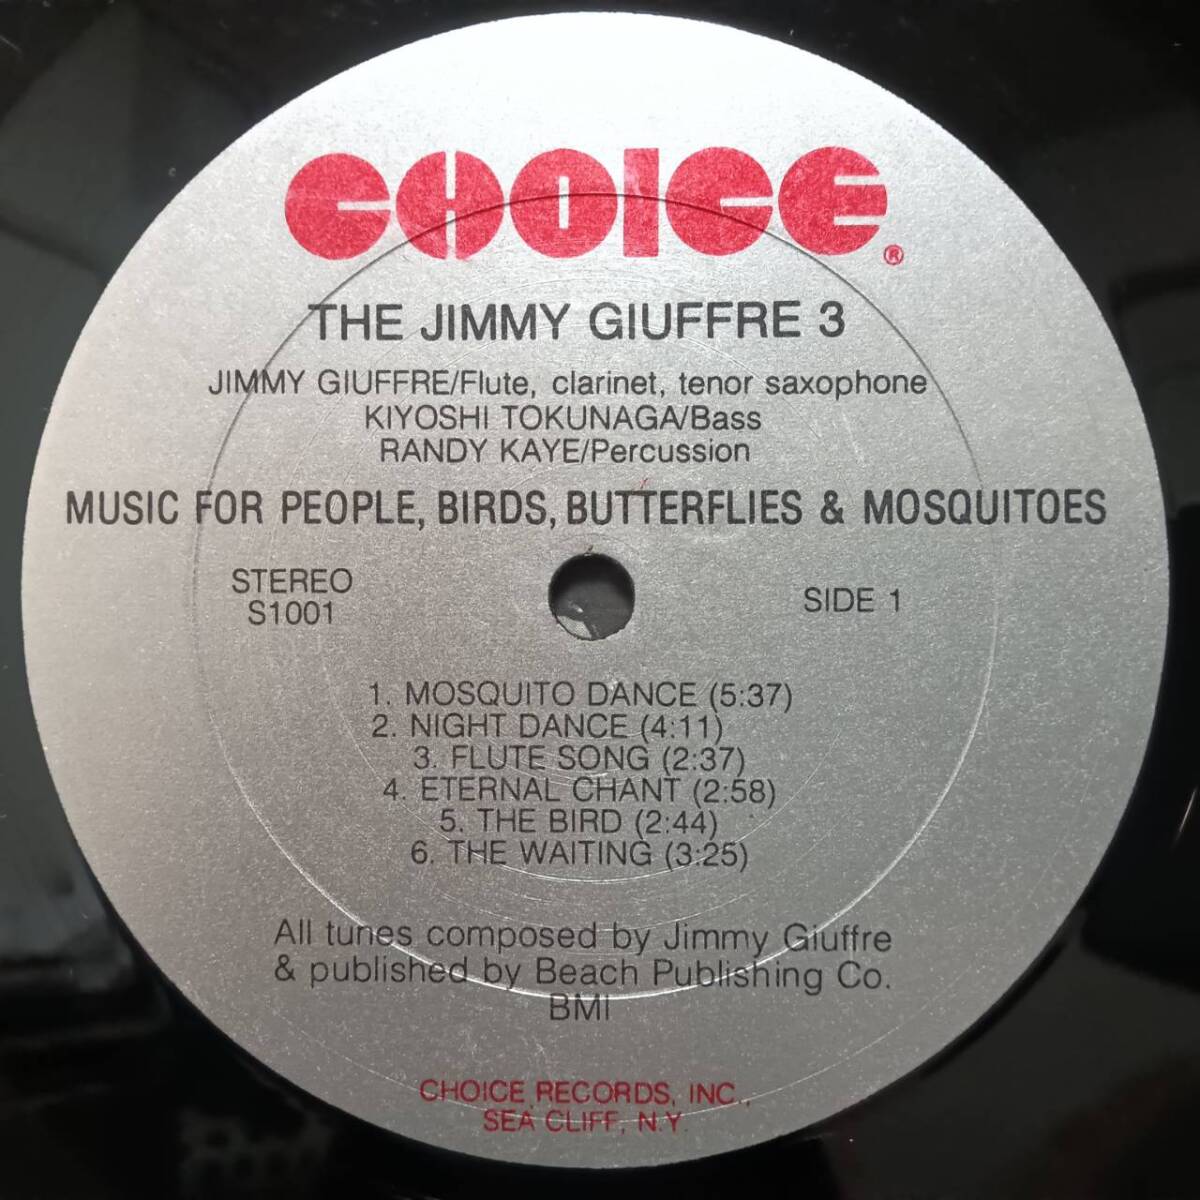 CHOICE®
THE JIMMY GIUFFRE 3
JIMMY GIUFFRE/Flute, clarinet, tenor saxophone
KIYOSHI TOKUNAGA/Bass
RANDY KAYE/Percussion
MUSIC FOR PEOPLE, BIRDS, BUTTERFLIES & MOSQUITOES
STEREO
S1001
SIDE 1
1. MOSQUITO DANCE (5:37)
2. NIGHT DANCE (4:11)
3. FLUTE SONG (2:37)
4. ETERNAL CHANT (2:58)
5. THE BIRD (2:44)
6. THE WAITING (3:25)
All tunes composed by Jimmy Giuffre
& published by Beach Publishing Co.
BMI
CHOICE RECORDS, INC.,
SEA CLIFF, N.Y.